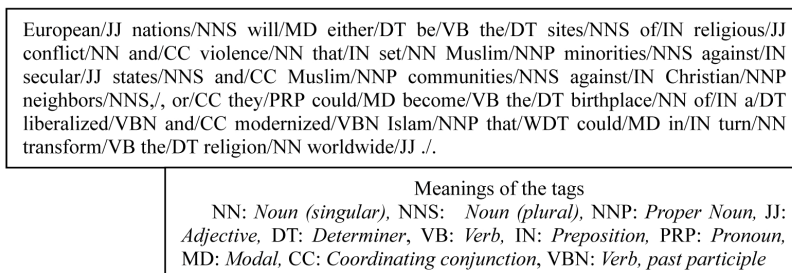 European/JJ nations/NNS will/MD either/DT be/VB the/DT sites/NNS of/IN religious/JJ
conflict/NN and/CC violence/NN that/IN set/NN Muslim/NNP minorities/NNS against/IN
secular/JJ states/NNS and/CC Muslim/NNP communities/NNS against/IN Christian/NNP
neighbors/NNS,/, or/CC they/PRP could/MD become/VB the/DT birthplace/NN of/IN a/DT
liberalized/VBN and/CC modernized/VBN Islam/NNP that/WDT could/MD in/IN turn/NN
transform/VB the/DT religion/NN worldwide/JJ ./.
Meanings of the tags
NN: Noun (singular), NNS: Noun (plural), NNP: Proper Noun, JJ:
Adjective, DT: Determiner, VB: Verb, IN: Preposition, PRP: Pronoun,
MD: Modal, CC: Coordinating conjunction, VBN: Verb, past participle